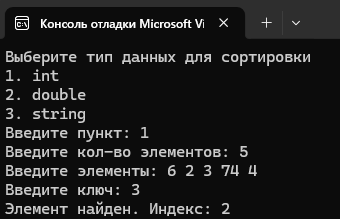 Консоль отладки Microsoft Vi
Выберите тип данных для сортировки
1. int
2. double
3. string
Введите пункт: 1
Введите кол-во элементов: 5
Введите элементы: 6 2 3 74 4
Введите ключ: 3
Элемент найден. Индекс: 2